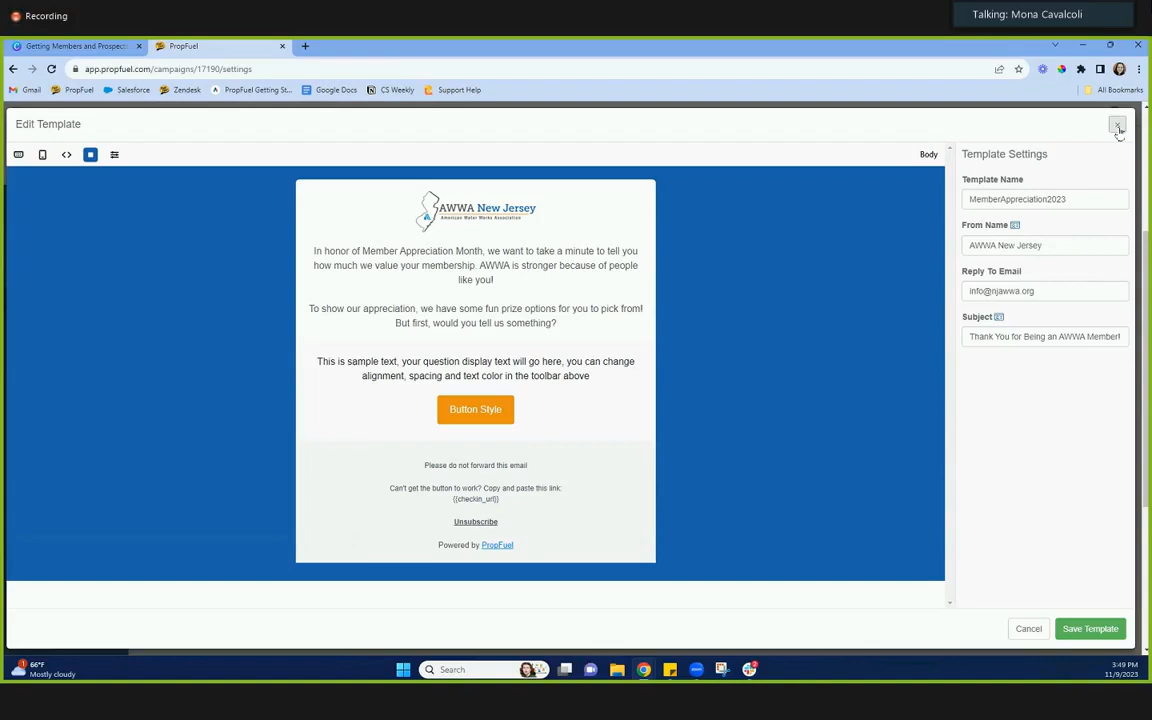 Recording
Talking: Mona Cavalcoli
Getting Members and Prospect
PropFuel
app.propfuel.com/campaigns/17190/settings
Gmail
PropFuel
Salesforce
Zendesk
PropFuel Getting St...
Google Docs
CS Weekly
Support Help
All Bookmarks
Edit Template
Body
Template Settings
Template Name
MemberAppreciation2023
From Name
AWWA New Jersey
Reply To Email
info@njawwa.org
Subject
Thank You for Being an AWWA Member!
AWWA New Jersey
American Water Works Association
In honor of Member Appreciation Month, we want to take a minute to tell you
how much we value your membership. AWWA is stronger because of people
like you!
To show our appreciation, we have some fun prize options for you to pick from!
But first, would you tell us something?
This is sample text, your question display text will go here, you can change
alignment, spacing and text color in the toolbar above
Button Style
Please do not forward this email
Can't get the button to work? Copy and paste this link:
{{checkin_url}}
Unsubscribe
Powered by PropFuel
Cancel
Save Template
1
66°F
Mostly cloudy
Search
3:49 PM
11/9/2023